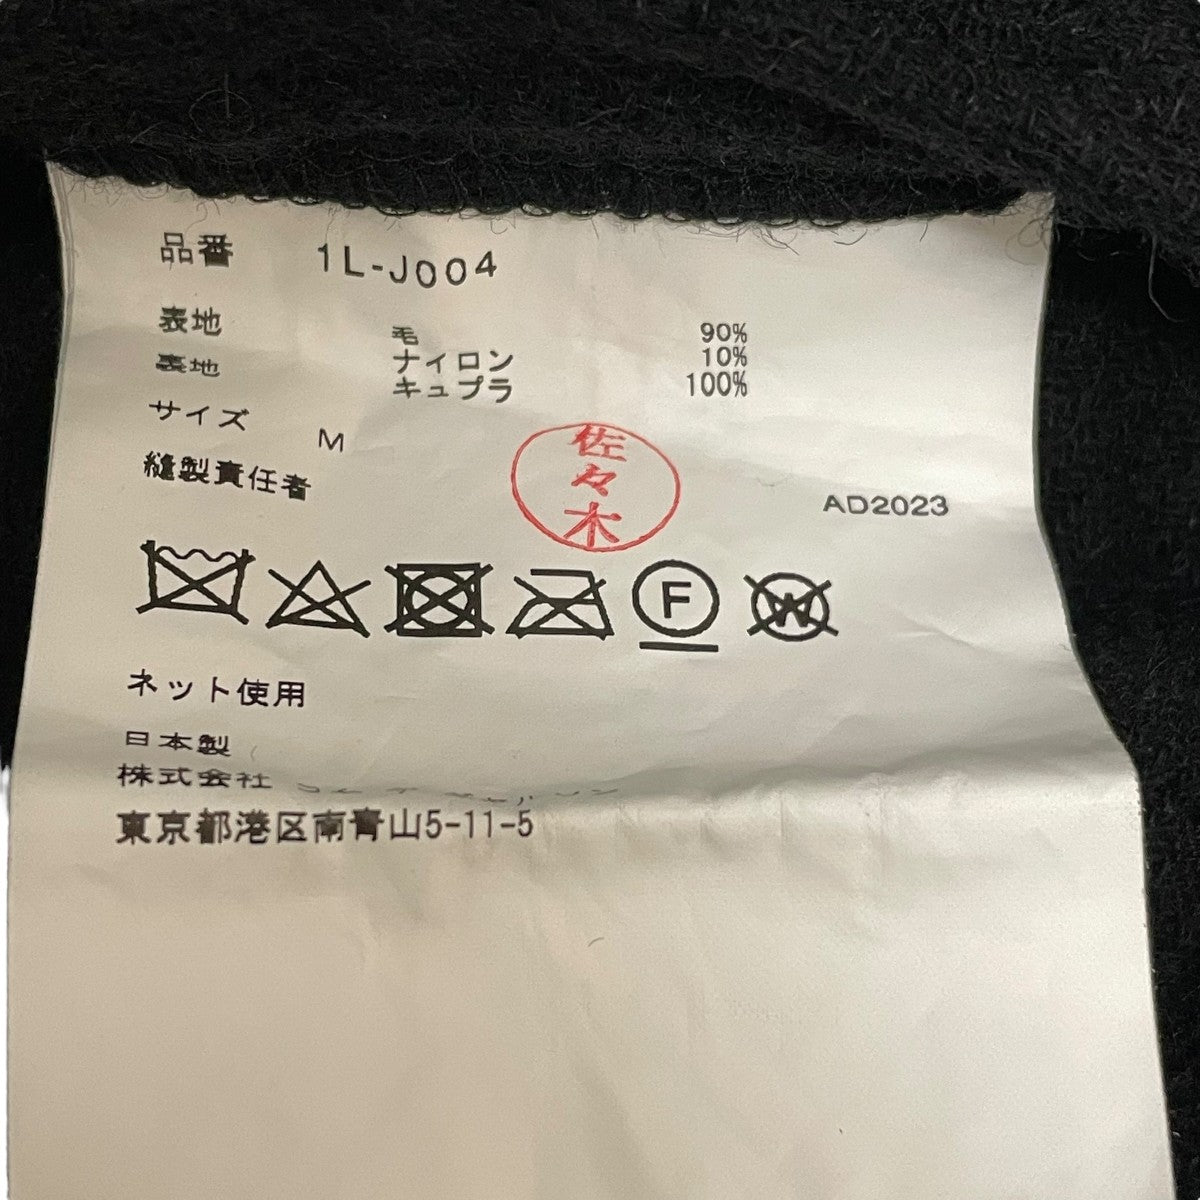 品番 1L-J004
表地 毛 90%
ナイロン 10%
裏地 キュプラ 100%
サイズ M
縫製責任者 佐々木
AD2023
F
W
ネット使用
日本製
株式会社
東京都港区南青山5-11-5